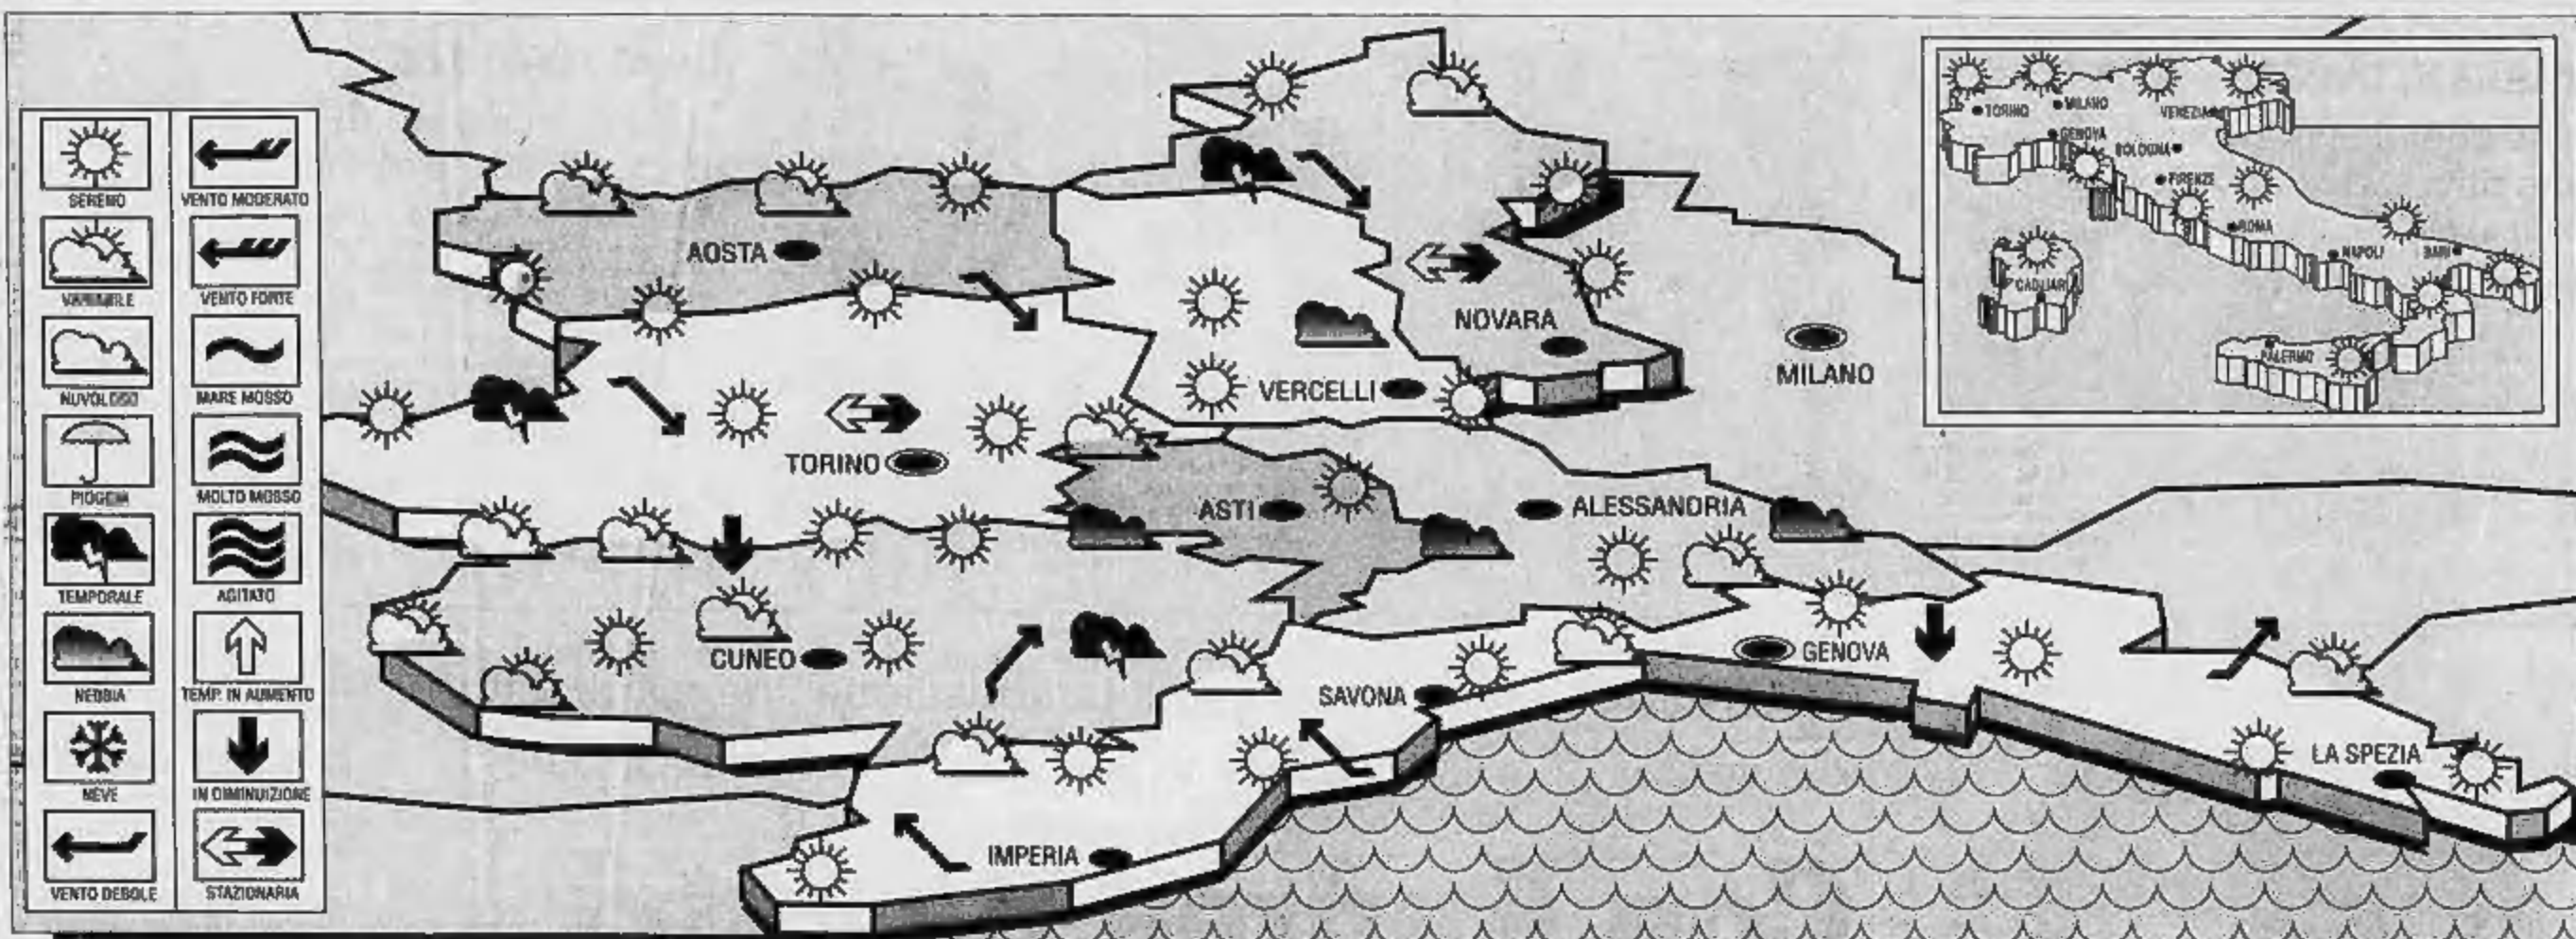 SERENO
VARIABILE
NUVOLOSO
PIOGGIA
TEMPORALE
NEBBIA
NEVE
VENTO DEBOLE
VENTO MODERATO
VENTO FORTE
MARE MOSSO
MOLTO MOSSO
AGITATO
TEMP. IN AUMENTO
IN DIMINUIZIONE
STAZIONARIA
AOSTA
NOVARA
VERCELLI
MILANO
TORINO
ASTI
ALESSANDRIA
CUNEO
GENOVA
SAVONA
LA SPEZIA
IMPERIA
TORINO
MILANO
VENEZIA
GENOVA
BOLOGNA
FIRENZE
ROMA
NAPOLI
BARI
CAGLIARI
PALERMO